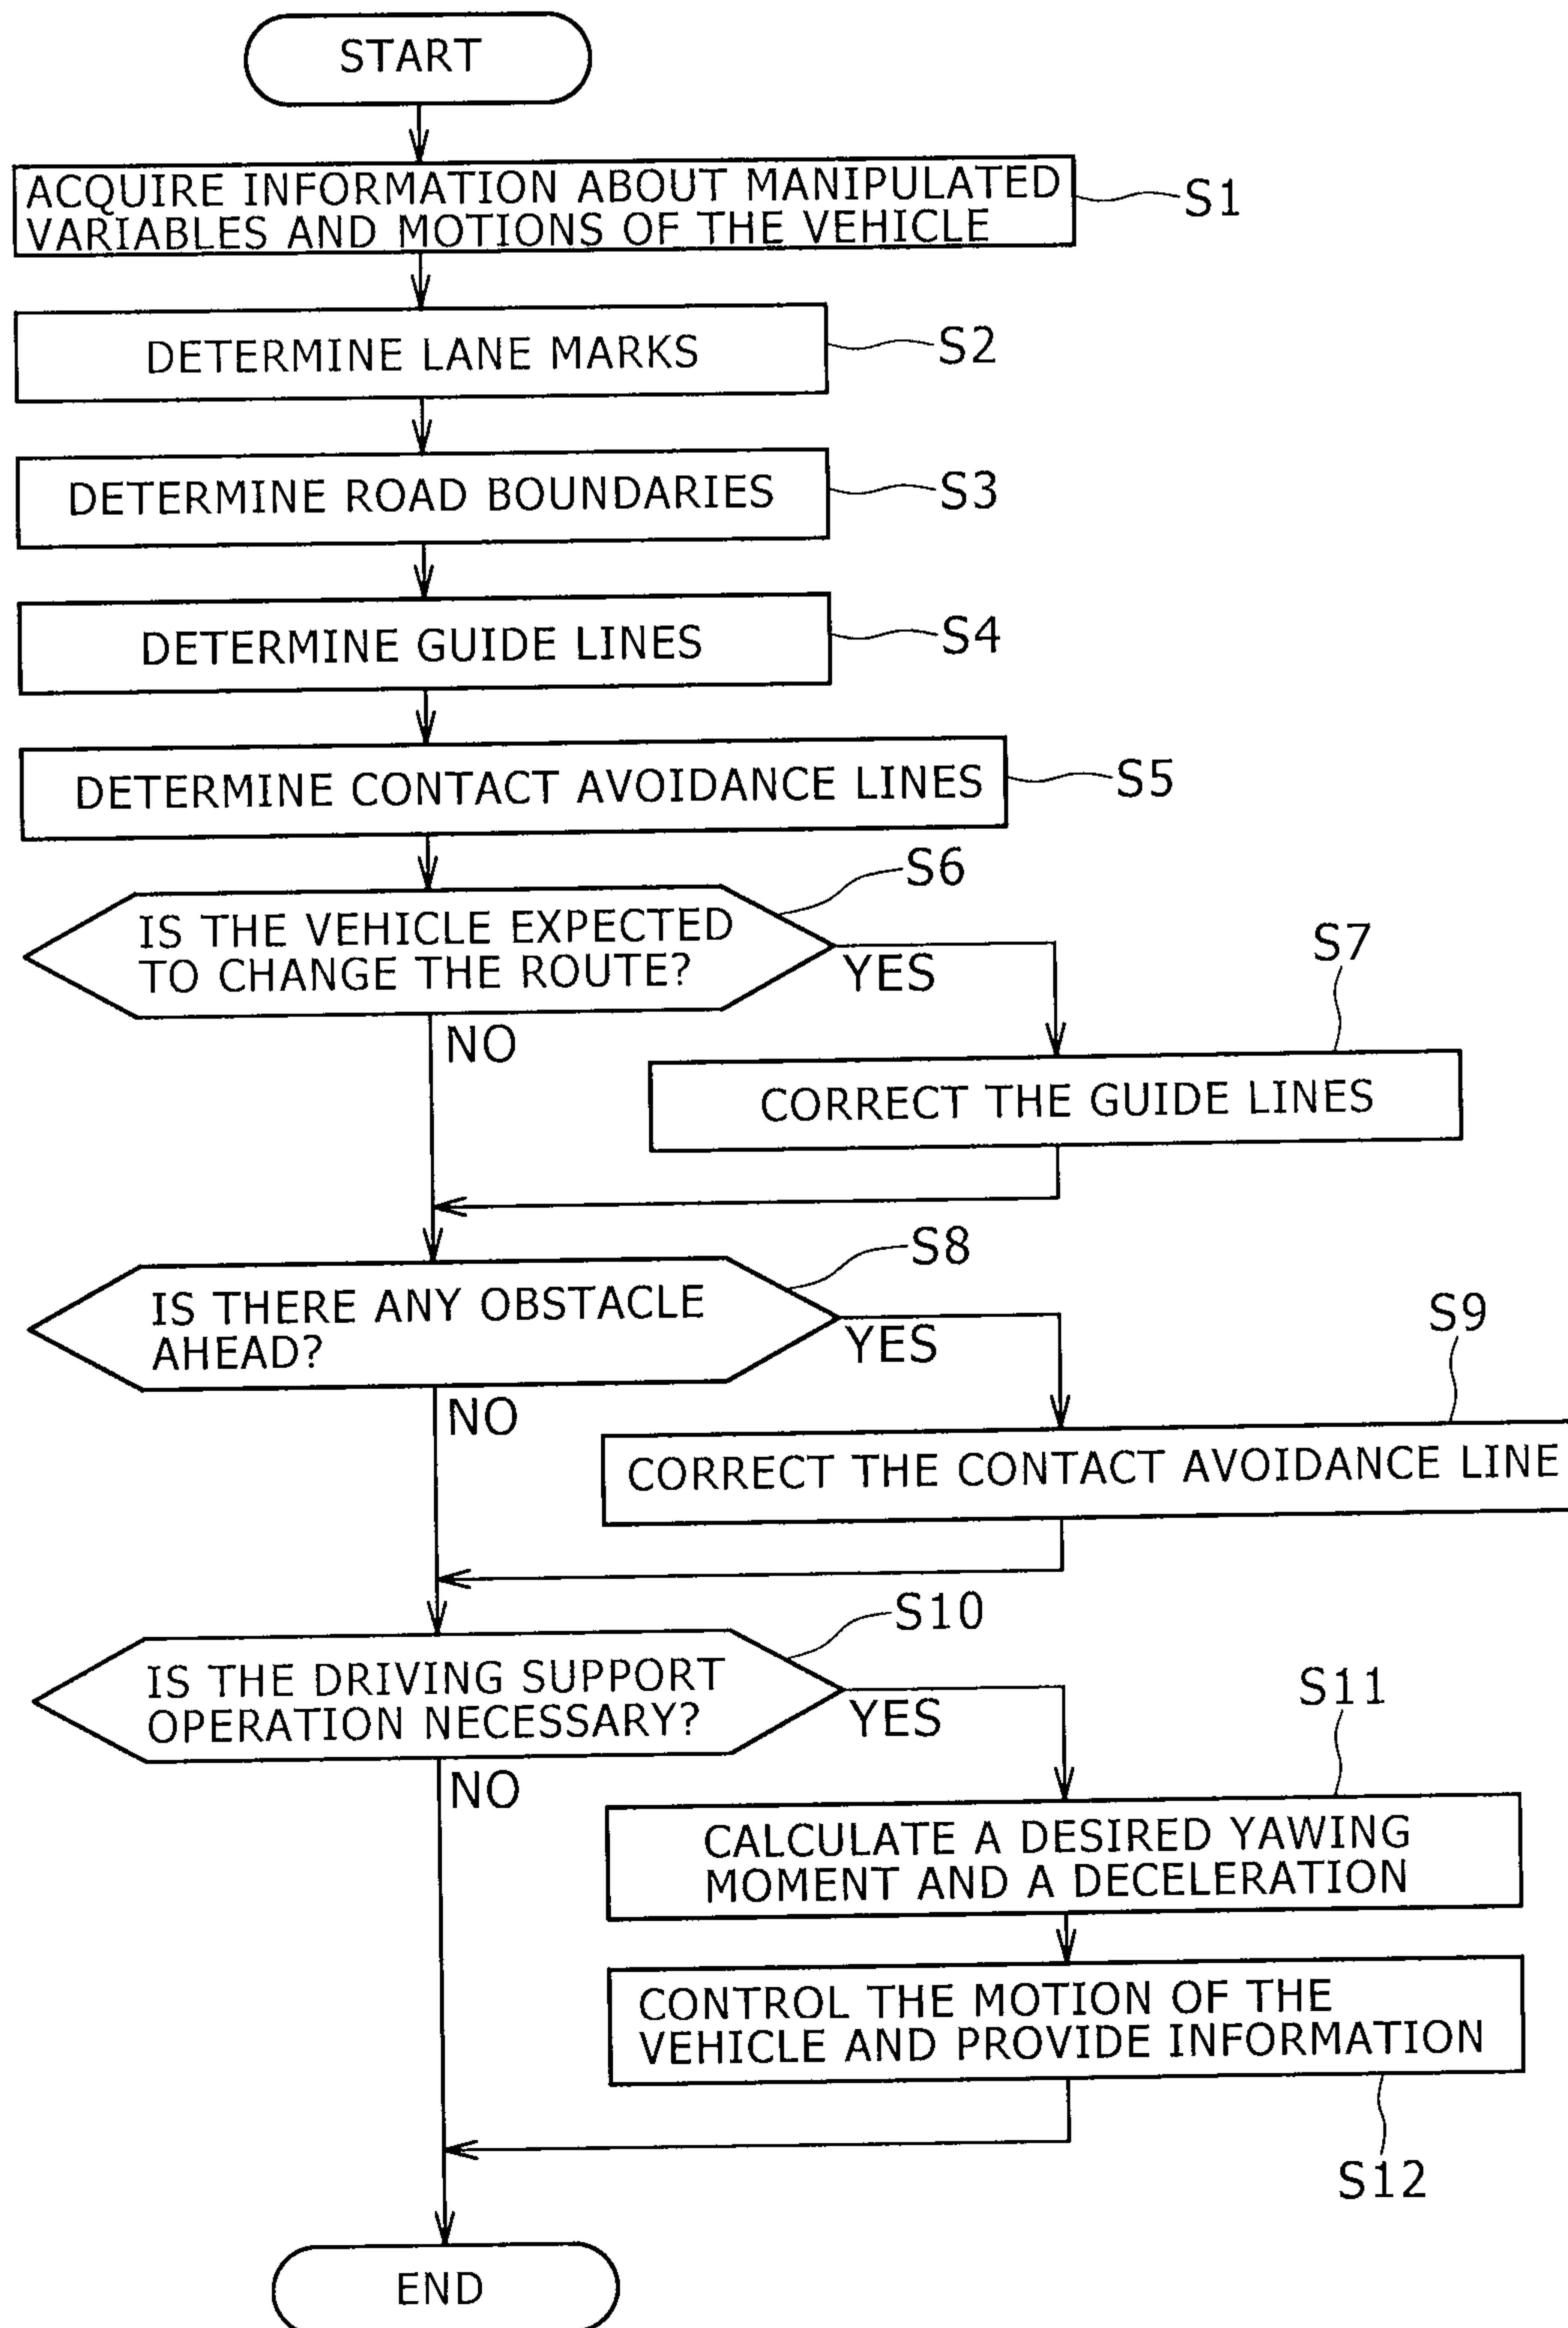 START
ACQUIRE INFORMATION ABOUT MANIPULATED
VARIABLES AND MOTIONS OF THE VEHICLE
S1
DETERMINE LANE MARKS
S2
DETERMINE ROAD BOUNDARIES
S3
DETERMINE GUIDE LINES
S4
DETERMINE CONTACT AVOIDANCE LINES
S5
S6
IS THE VEHICLE EXPECTED
TO CHANGE THE ROUTE?
YES
NO
S7
CORRECT THE GUIDE LINES
S8
IS THERE ANY OBSTACLE
AHEAD?
YES
NO
S9
CORRECT THE CONTACT AVOIDANCE LINE
S10
IS THE DRIVING SUPPORT
OPERATION NECESSARY?
YES
NO
S11
CALCULATE A DESIRED YAWING
MOMENT AND A DECELERATION
CONTROL THE MOTION OF THE
VEHICLE AND PROVIDE INFORMATION
S12
END